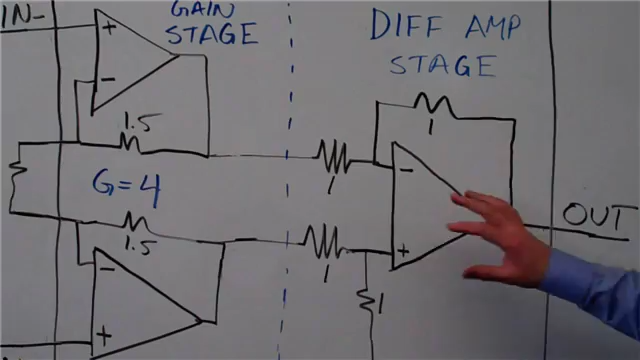 IN-
GAIN
STAGE
DIFF AMP
STAGE
+
-
1.5
1
1
-
G=4
OUT
1.5
+
1
1
-
+